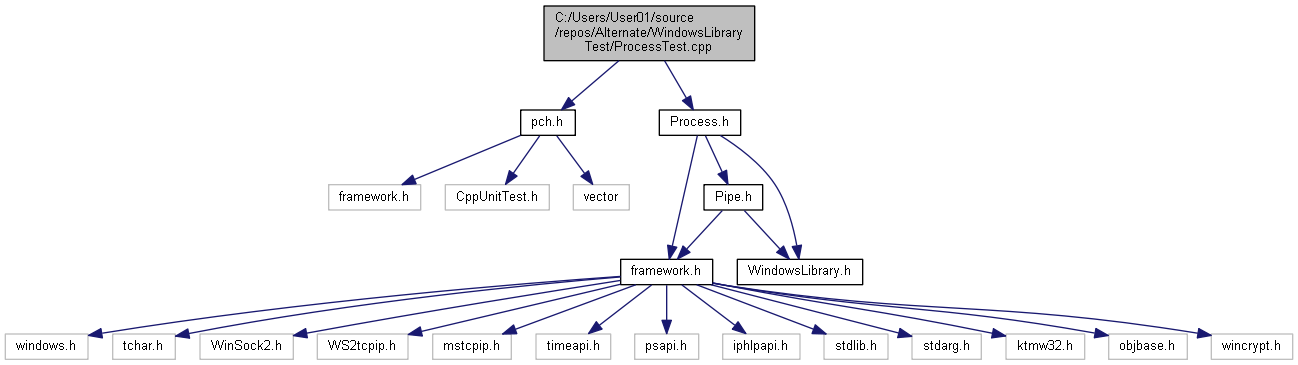 C:/Users/User01/source
/repos/Alternate/WindowsLibrary
Test/ProcessTest.cpp
pch.h
Process.h
framework.h
CppUnitTest.h
vector
Pipe.h
framework.h
WindowsLibrary.h
windows.h
tchar.h
WinSock2.h
WS2tcpip.h
mstcpip.h
timeapi.h
psapi.h
iphlpapi.h
stdlib.h
stdarg.h
ktmw32.h
objbase.h
wincrypt.h